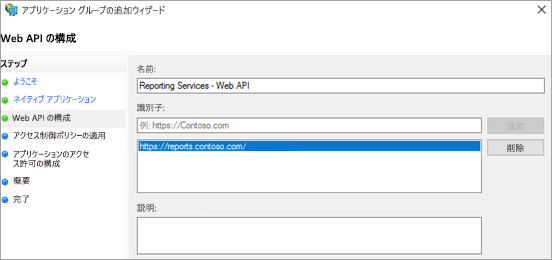 アプリケーション グループの追加ウィザード
Web API の構成
ステップ
ようこそ
ネイティブ アプリケーション
Web API の構成
アクセス制御ポリシーの適用
アプリケーションのアクセ
ス許可の構成
概要
完了
名前:
Reporting Services - Web API
識別子:
例: https://Contoso.com
追加
https://reports.contoso.com/
削除
説明: